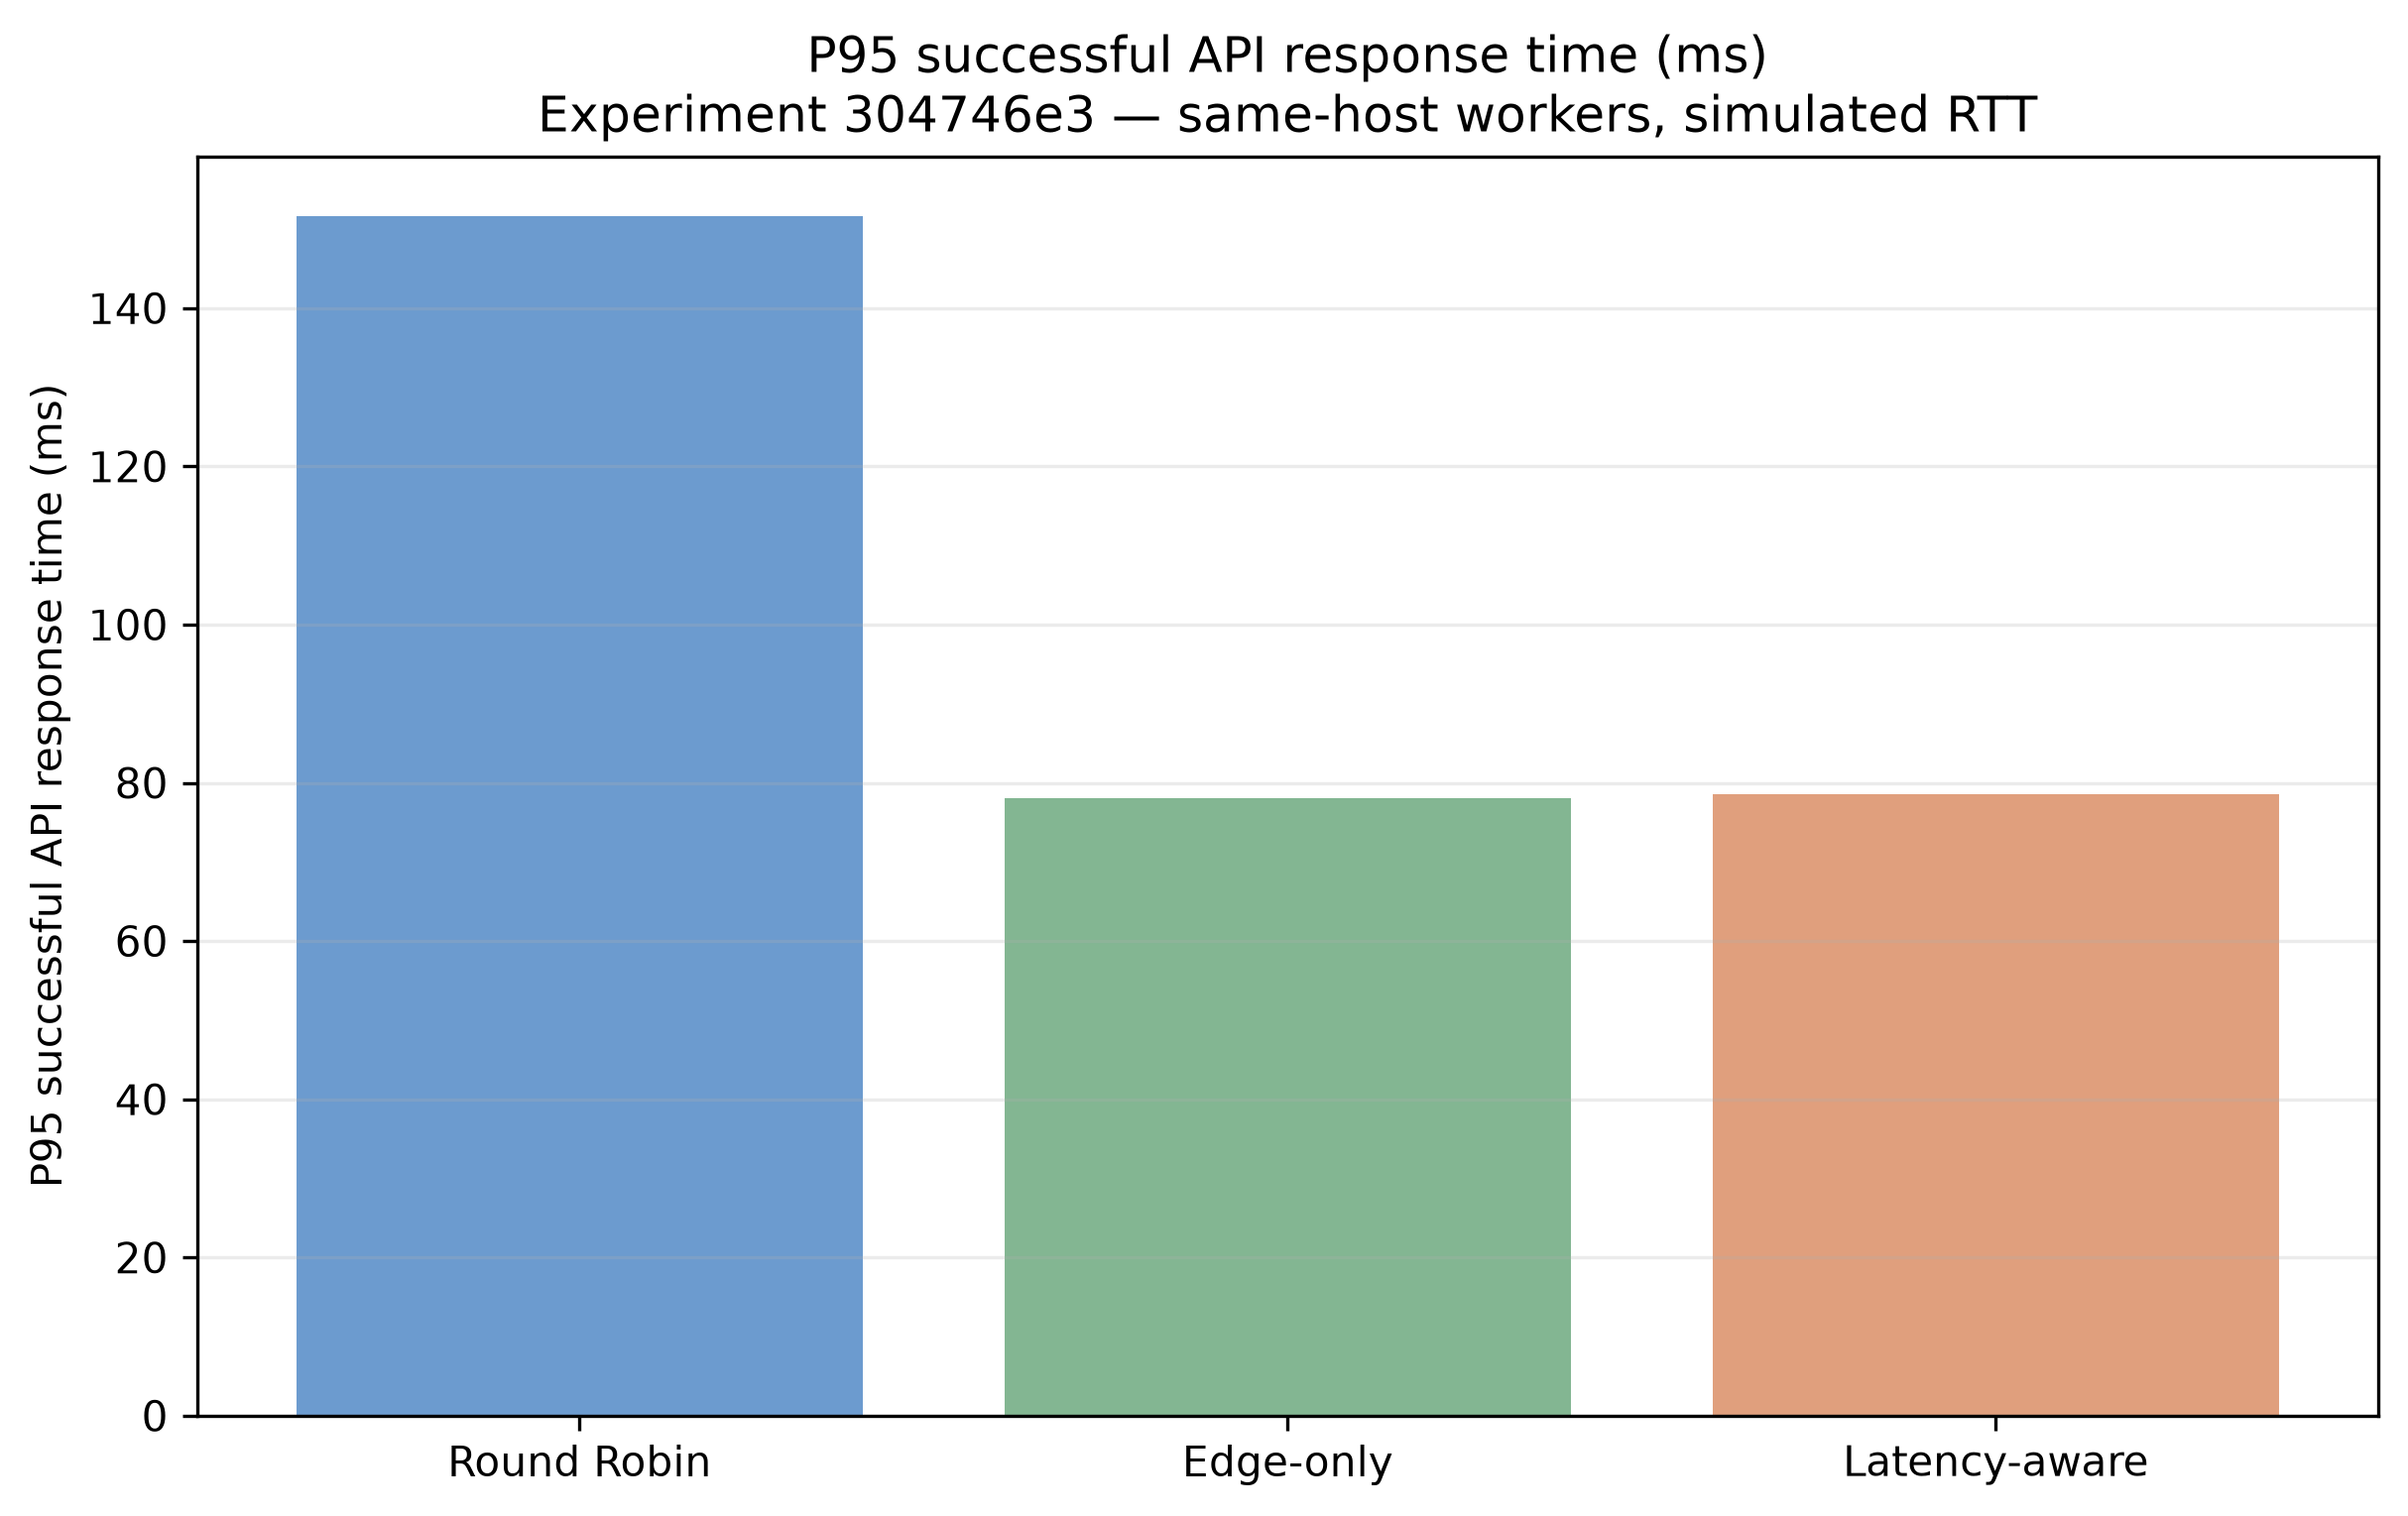 P95 successful API response time (ms)
Experiment 304746e3 — same-host workers, simulated RTT
P95 successful API response time (ms)
140
120
100
80
60
40
20
0
Round Robin
Edge-only
Latency-aware